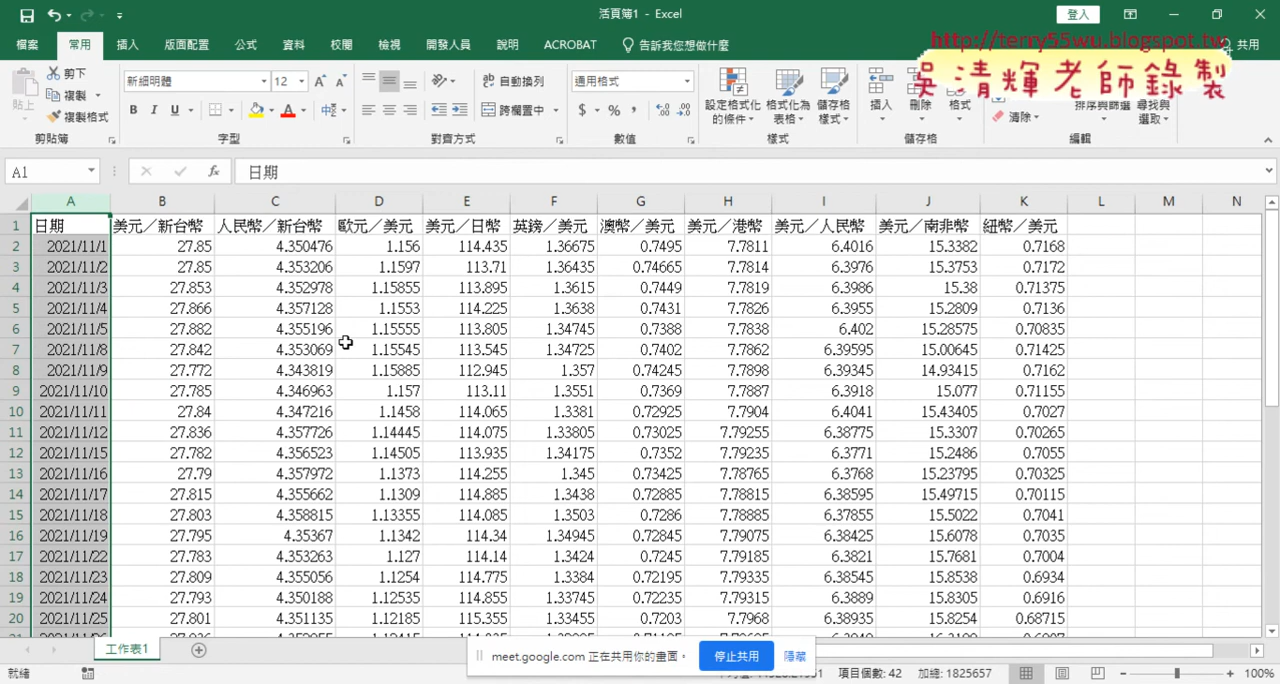 活頁簿1 - Excel
登入
檔案 常用 插入 版面配置 公式 資料 校閱 檢視 開發人員 說明 ACROBAT 告訴我您想做什麼 共用
http://terry55wu.blogspot.tw
吳清輝老師錄製
貼上 剪下 複製 複製格式 剪貼簿
新細明體 12 B I U A 字型
自動換列 跨欄置中 對齊方式
通用格式 $ % 數值
設定格式化的條件 格式化為表格 儲存格樣式 樣式
插入 刪除 格式 儲存格
清除 排序與篩選 尋找與選取 編輯
A1 fx 日期
A B C D E F G H I J K L M N
1 日期 美元／新台幣 人民幣／新台幣 歐元／美元 美元／日幣 英鎊／美元 澳幣／美元 美元／港幣 美元／人民幣 美元／南非幣 紐幣／美元
2 2021/11/1 27.85 4.350476 1.156 114.435 1.36675 0.7495 7.7811 6.4016 15.3382 0.7168
3 2021/11/2 27.85 4.353206 1.1597 113.71 1.36435 0.74665 7.7814 6.3976 15.3753 0.7172
4 2021/11/3 27.853 4.352978 1.15855 113.895 1.3615 0.7449 7.7819 6.3986 15.38 0.71375
5 2021/11/4 27.866 4.357128 1.1553 114.225 1.3638 0.7431 7.7826 6.3955 15.2809 0.7136
6 2021/11/5 27.882 4.355196 1.15555 113.805 1.34745 0.7388 7.7838 6.402 15.28575 0.70835
7 2021/11/8 27.842 4.353069 1.15545 113.545 1.34725 0.7402 7.7862 6.39595 15.00645 0.71425
8 2021/11/9 27.772 4.343819 1.15885 112.945 1.357 0.74245 7.7898 6.39345 14.93415 0.7162
9 2021/11/10 27.785 4.346963 1.157 113.11 1.3551 0.7369 7.7887 6.3918 15.077 0.71155
10 2021/11/11 27.84 4.347216 1.1458 114.065 1.3381 0.72925 7.7904 6.4041 15.43405 0.7027
11 2021/11/12 27.836 4.357726 1.14445 114.075 1.33805 0.73025 7.79255 6.38775 15.3307 0.70265
12 2021/11/15 27.782 4.356523 1.14505 113.935 1.34175 0.7352 7.79235 6.3771 15.2486 0.7055
13 2021/11/16 27.79 4.357972 1.1373 114.255 1.345 0.73425 7.78765 6.3768 15.23795 0.70325
14 2021/11/17 27.815 4.355662 1.1309 114.885 1.3438 0.72885 7.78815 6.38595 15.49715 0.70115
15 2021/11/18 27.803 4.358815 1.13355 114.085 1.3503 0.7286 7.78885 6.37855 15.5022 0.7041
16 2021/11/19 27.795 4.35367 1.1342 114.34 1.34945 0.72845 7.79075 6.38425 15.6078 0.7035
17 2021/11/22 27.783 4.353263 1.127 114.14 1.3424 0.7245 7.79185 6.3821 15.7681 0.7004
18 2021/11/23 27.809 4.355056 1.1254 114.775 1.3384 0.72195 7.79335 6.38545 15.8538 0.6934
19 2021/11/24 27.793 4.350188 1.12535 114.855 1.33745 0.72235 7.79315 6.3889 15.8305 0.6916
20 2021/11/25 27.801 4.351135 1.12185 115.355 1.33455 0.7203 7.7968 6.38935 15.8254 0.68715
工作表1
meet.google.com 正在共用你的畫面。 停止共用 隱藏
就緒 項目個數: 42 加總: 1825657 100%